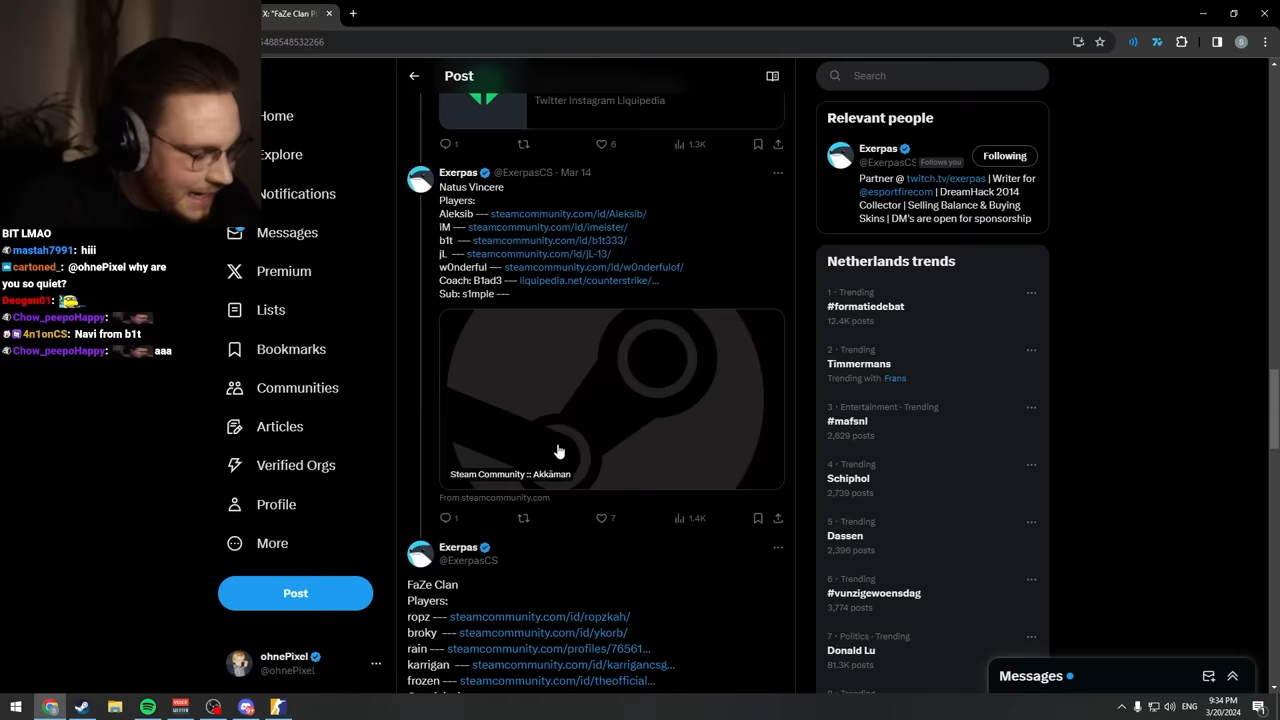 X: "FaZe Clan Pl
5488548532266
BIT LMAO
mastah7991: hiii
cartoned_: @ohnePixel why are
you so quiet?
Deogen01:
Chow_peepoHappy:
4n1onCS: Navi from b1t
Chow_peepoHappy: aaa
Home
Explore
Notifications
Messages
Premium
Lists
Bookmarks
Communities
Articles
Verified Orgs
Profile
More
Post
ohnePixel
@ohnePixel
Post
Twitter Instagram Liquipedia
1
6
1.3K
Exerpas @ExerpasCS · Mar 14
Natus Vincere
Players:
Aleksib --- steamcommunity.com/id/Aleksib/
iM --- steamcommunity.com/id/imeister/
b1t --- steamcommunity.com/id/b1t333/
jL --- steamcommunity.com/id/jL-13/
w0nderful --- steamcommunity.com/id/w0nderfulof/
Coach: B1ad3 --- liquipedia.net/counterstrike/...
Sub: s1mple ---
Steam Community :: Akkäman
From steamcommunity.com
1
7
1.4K
Exerpas
@ExerpasCS
FaZe Clan
Players:
ropz --- steamcommunity.com/id/ropzkah/
broky --- steamcommunity.com/id/ykorb/
rain --- steamcommunity.com/profiles/76561...
karrigan --- steamcommunity.com/id/karrigancsg...
frozen --- steamcommunity.com/id/theofficial...
Search
Relevant people
Exerpas
@ExerpasCS Follows you
Following
Partner @ twitch.tv/exerpas | Writer for
@esportfirecom | DreamHack 2014
Collector | Selling Balance & Buying
Skins | DM's are open for sponsorship
Netherlands trends
1 · Trending
#formatiedebat
12.4K posts
2 · Trending
Timmermans
Trending with Frans
3 · Entertainment · Trending
#mafsnl
2,629 posts
4 · Trending
Schiphol
2,739 posts
5 · Trending
Dassen
2,396 posts
6 · Trending
#vunzigewoensdag
3,774 posts
7 · Politics · Trending
Donald Lu
81.3K posts
Messages
ENG
9:34 PM
3/20/2024